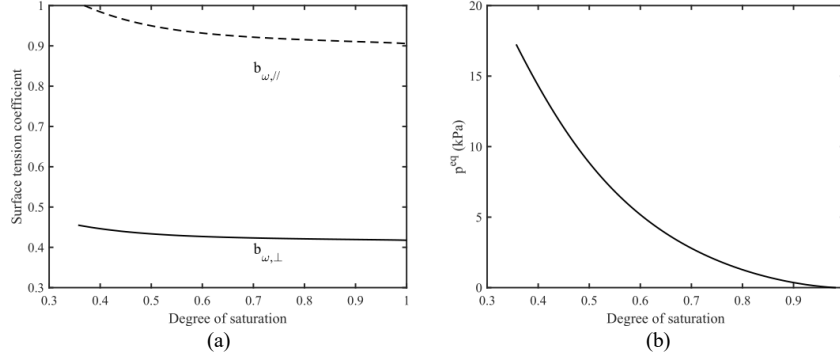 1
0.9
0.8
0.7
0.6
0.5
0.4
0.3
Surface tension coefficient
b ω,//
b ω,⊥
0.3 0.4 0.5 0.6 0.7 0.8 0.9 1
Degree of saturation
(a)
20
15
10
5
0
p^eq (kPa)
0.3 0.4 0.5 0.6 0.7 0.8 0.9
Degree of saturation
(b)